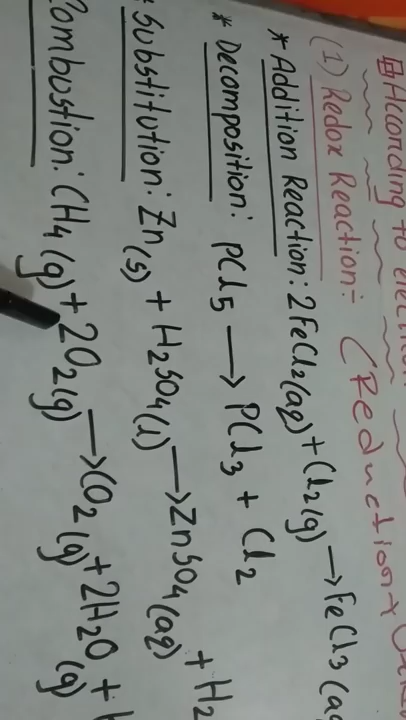 ⊞ According to electron
(1) Redox Reaction:- (Reduction +
* Addition Reaction: 2FeCl₂(aq) + Cl₂(g) → FeCl₃(aq
* Decomposition: PCl₅ → PCl₃ + Cl₂
* Substitution: Zn(s) + H₂SO₄(l) → ZnSO₄(aq) + H₂
Combustion: CH₄(g) + 2O₂(g) → CO₂(g) + 2H₂O(g) +